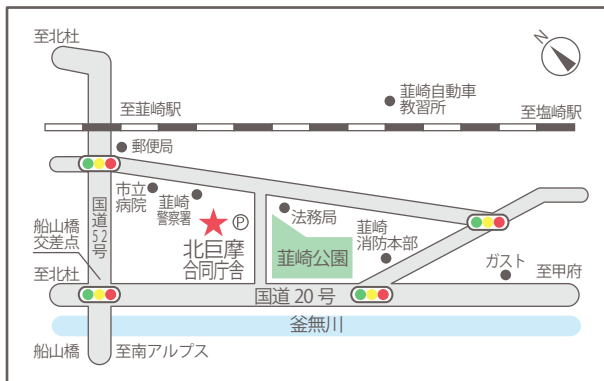 至北杜
N
韮崎自動車
教習所
至韮崎駅
至塩崎駅
郵便局
市立
病院
韮崎
警察署
国道52号
船山橋
交差点
P
北巨摩
合同庁舎
法務局
韮崎公園
韮崎
消防本部
ガスト
至北杜
至甲府
国道20号
釜無川
船山橋
至南アルプス